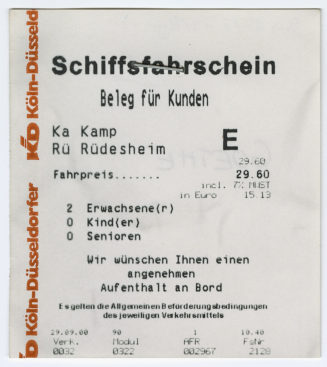 Schiffsfahrschein
Beleg für Kunden
Ka Kamp
Rü Rüdesheim
E
29.60
Fahrpreis....... 29.60
incl. 7% MWST
in Euro 15.13
2 Erwachsene(r)
0 Kind(er)
0 Senioren
Wir wünschen Ihnen einen
angenehmen
Aufenthalt an Bord
Es gelten die Allgemeinen Beförderungsbedingungen
des jeweiligen Verkehrsmittels
29.09.00 90 1 10.40
Verk. Modul AFR FsNr
0032 0322 002967 2128
KD Köln-Düsseldorfer
KD Köln-Düsseld